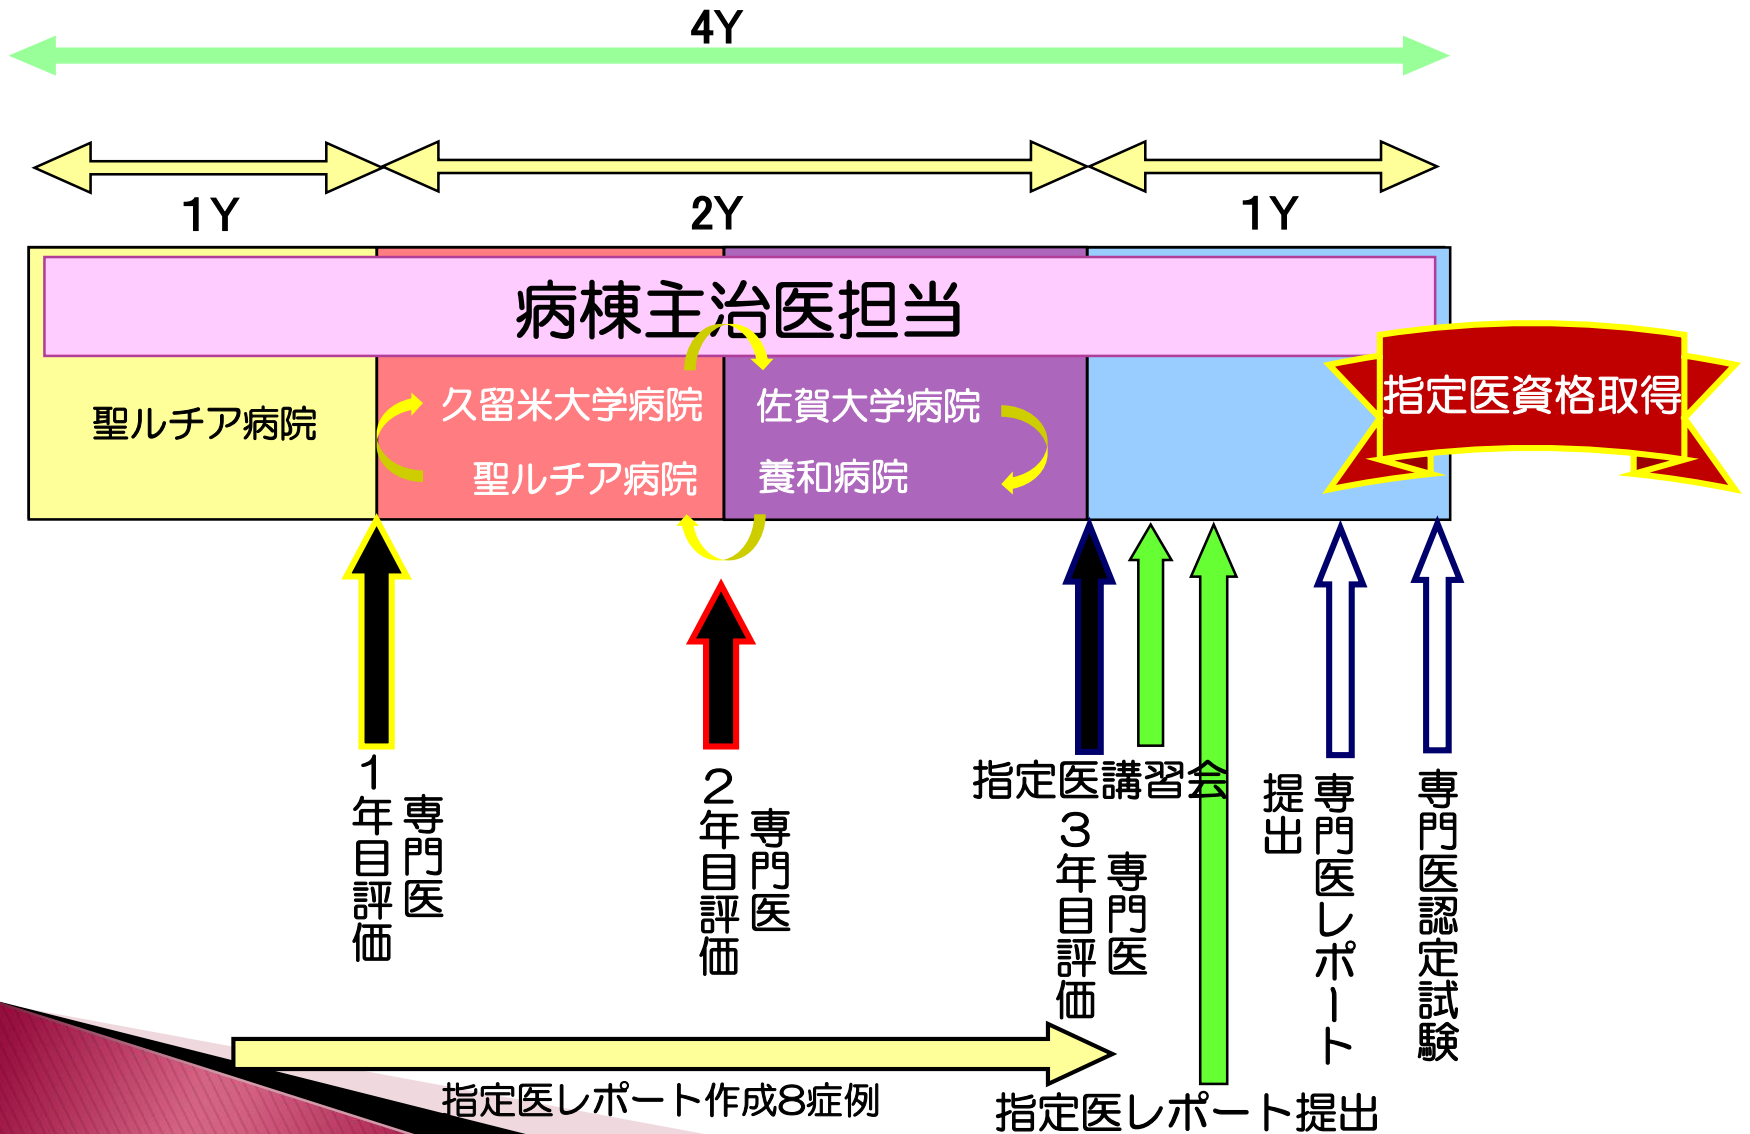 4Y
1Y
2Y
1Y
病棟主治医担当
聖ルチア病院
久留米大学病院
聖ルチア病院
佐賀大学病院
養和病院
指定医資格取得
専門医
1年目評価
専門医
2年目評価
指定医講習会
専門医
3年目評価
専門医レポート
提出
専門医認定試験
指定医レポート作成8症例
指定医レポート提出